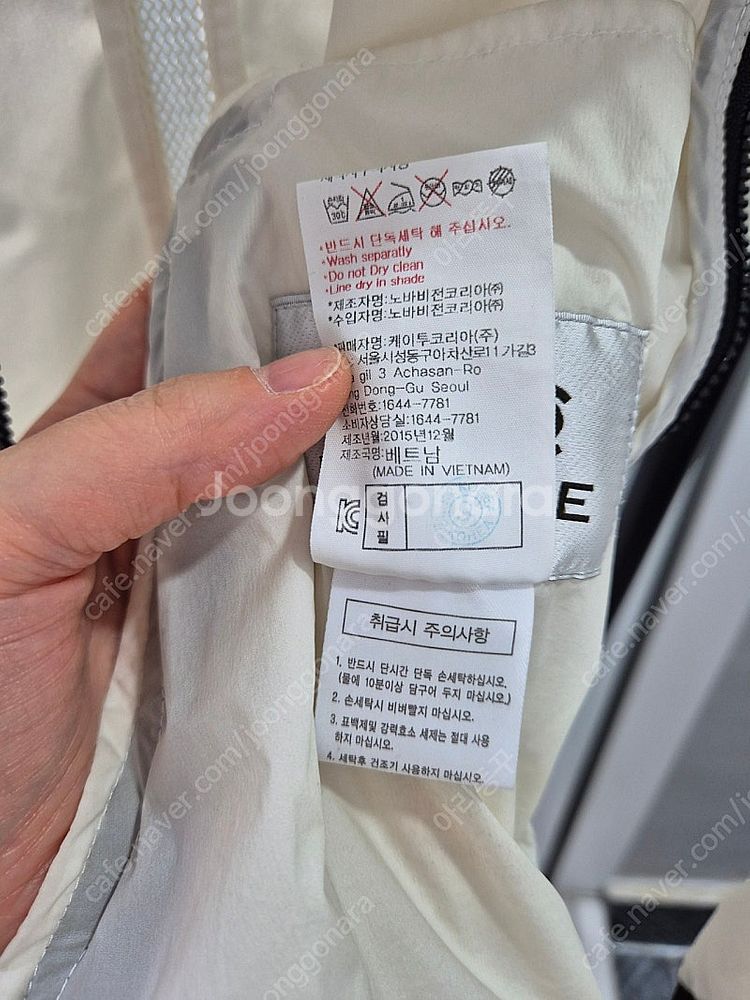 손세탁
30℃
*반드시 단독세탁 해 주십시오.
*Wash separatly
*Do not Dry clean
*Line dry in shade
*제조자명:노바비전코리아(주)
*수입자명:노바비전코리아(주)
*판매자명:케이투코리아(주)
서울시성동구아차산로11가길3
gil 3 Achasan-Ro
Dong-Gu Seoul
전화번호:1644-7781
소비자상담실:1644-7781
제조년월:2015년12월
제조국명:베트남
(MADE IN VIETNAM)
검사필
E
취급시 주의사항
1. 반드시 단시간 단독 손세탁하십시오.
(물에 10분이상 담구어 두지 마십시오.)
2. 손세탁시 비벼빨지 마십시오.
3. 표백제및 강력효소 세제는 절대 사용
하지 마십시오.
4. 세탁후 건조기 사용하지 마십시오.
Joonggonara
cafe.naver.com/joonggonara